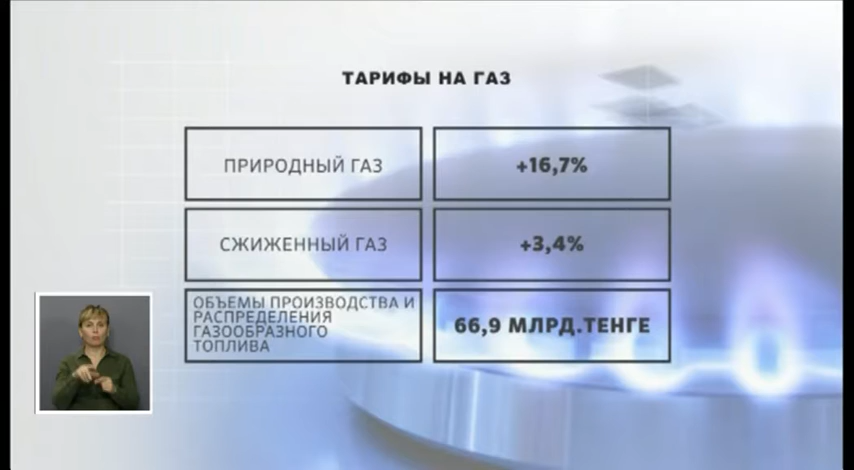 ТАРИФЫ НА ГАЗ
ПРИРОДНЫЙ ГАЗ
+16,7%
СЖИЖЕННЫЙ ГАЗ
+3,4%
ОБЪЕМЫ ПРОИЗВОДСТВА И
РАСПРЕДЕЛЕНИЯ
ГАЗООБРАЗНОГО
ТОПЛИВА
66,9 МЛРД.ТЕНГЕ